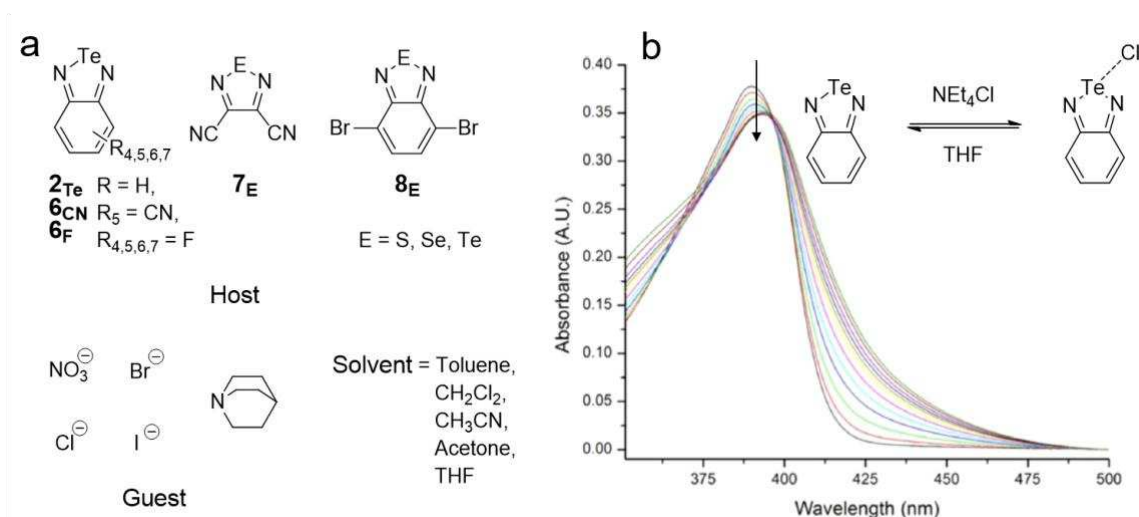 a
Te
N N
R4,5,6,7
2Te R = H,
6CN R5 = CN,
6F R4,5,6,7 = F
E
N N
NC CN
7E
E
N N
Br Br
8E
E = S, Se, Te
Host
NO3⊖ Br⊖
N
Cl⊖ I⊖
Guest
Solvent = Toluene,
CH2Cl2,
CH3CN,
Acetone,
THF
b
Absorbance (A.U.)
0.40
0.35
0.30
0.25
0.20
0.15
0.10
0.05
0.00
375 400 425 450 475 500
Wavelength (nm)
Te
N N
NEt4Cl
THF
Cl
Te
N N